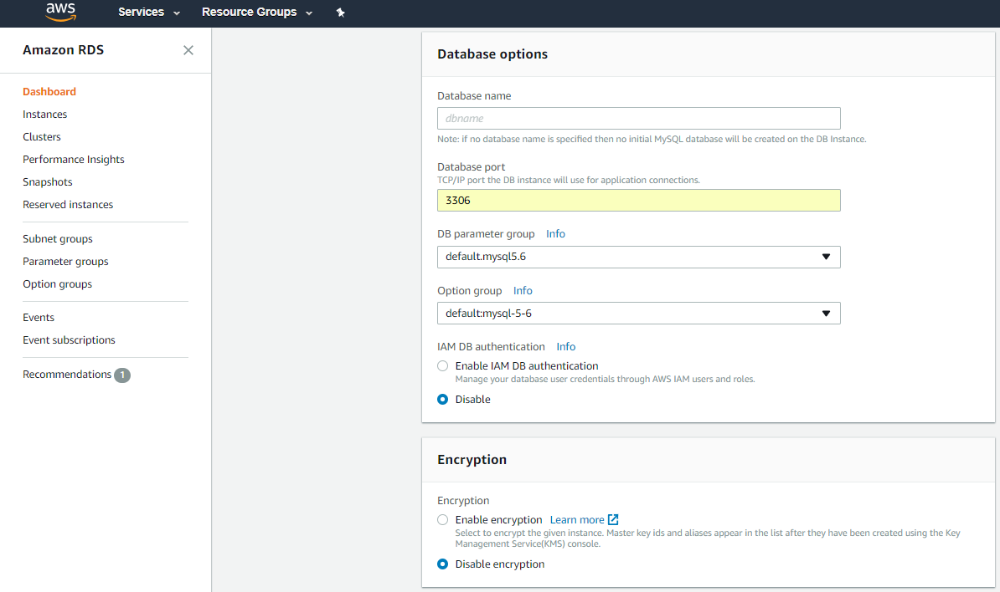 aws Services Resource Groups
Amazon RDS
Dashboard
Instances
Clusters
Performance Insights
Snapshots
Reserved instances
Subnet groups
Parameter groups
Option groups
Events
Event subscriptions
Recommendations 1
Database options
Database name
dbname
Note: if no database name is specified then no initial MySQL database will be created on the DB Instance.
Database port
TCP/IP port the DB instance will use for application connections.
3306
DB parameter group Info
default.mysql5.6
Option group Info
default:mysql-5-6
IAM DB authentication Info
Enable IAM DB authentication
Manage your database user credentials through AWS IAM users and roles.
Disable
Encryption
Encryption
Enable encryption Learn more
Select to encrypt the given instance. Master key ids and aliases appear in the list after they have been created using the Key
Management Service(KMS) console.
Disable encryption